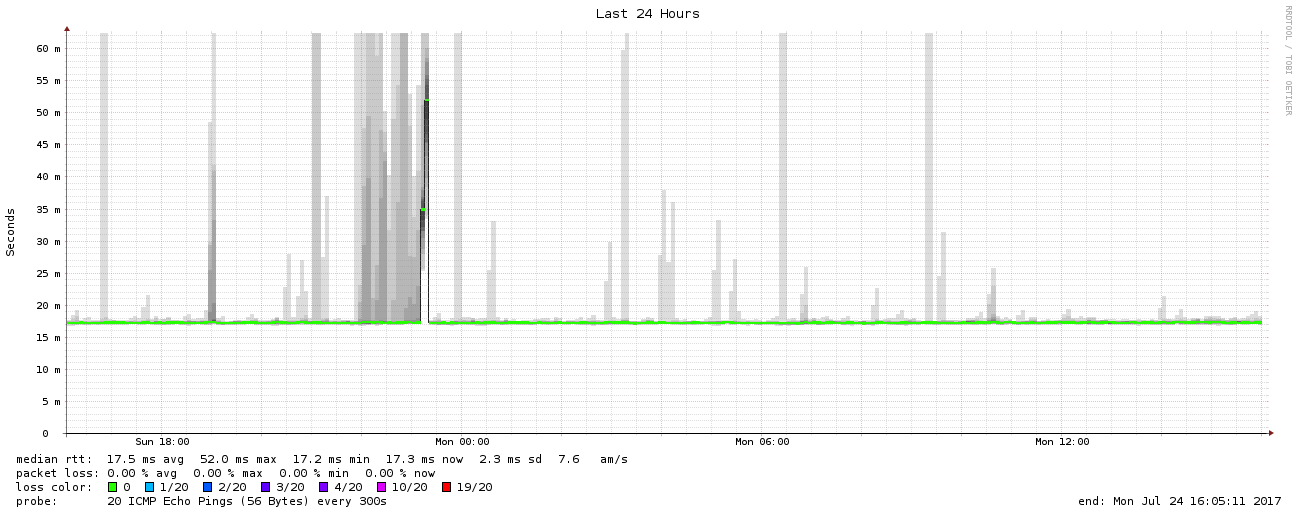 Last 24 Hours
RRDTOOL / TOBI OETIKER
Seconds
60 m
55 m
50 m
45 m
40 m
35 m
30 m
25 m
20 m
15 m
10 m
5 m
0
Sun 18:00 Mon 00:00 Mon 06:00 Mon 12:00
median rtt: 17.5 ms avg 52.0 ms max 17.2 ms min 17.3 ms now 2.3 ms sd 7.6 am/s
packet loss: 0.00 % avg 0.00 % max 0.00 % min 0.00 % now
loss color: 0 1/20 2/20 3/20 4/20 10/20 19/20
probe: 20 ICMP Echo Pings (56 Bytes) every 300s end: Mon Jul 24 16:05:11 2017